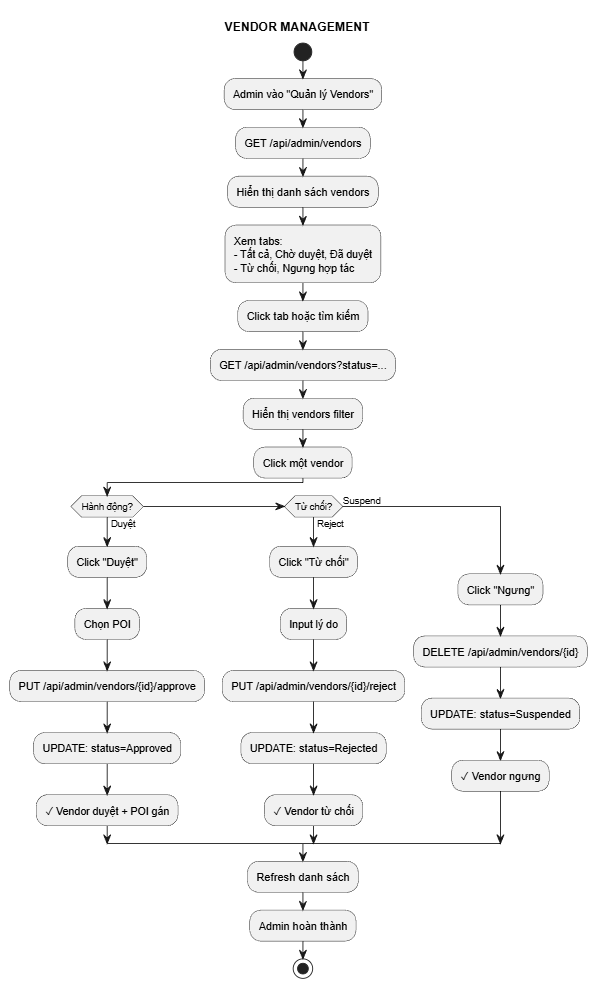 VENDOR MANAGEMENT
Admin vào "Quản lý Vendors"
GET /api/admin/vendors
Hiển thị danh sách vendors
Xem tabs:
- Tất cả, Chờ duyệt, Đã duyệt
- Từ chối, Ngưng hợp tác
Click tab hoặc tìm kiếm
GET /api/admin/vendors?status=...
Hiển thị vendors filter
Click một vendor
Hành động?
Duyệt
Click "Duyệt"
Chọn POI
PUT /api/admin/vendors/{id}/approve
UPDATE: status=Approved
✓ Vendor duyệt + POI gán
Từ chối?
Reject
Click "Từ chối"
Input lý do
PUT /api/admin/vendors/{id}/reject
UPDATE: status=Rejected
✓ Vendor từ chối
Suspend
Click "Ngưng"
DELETE /api/admin/vendors/{id}
UPDATE: status=Suspended
✓ Vendor ngưng
Refresh danh sách
Admin hoàn thành